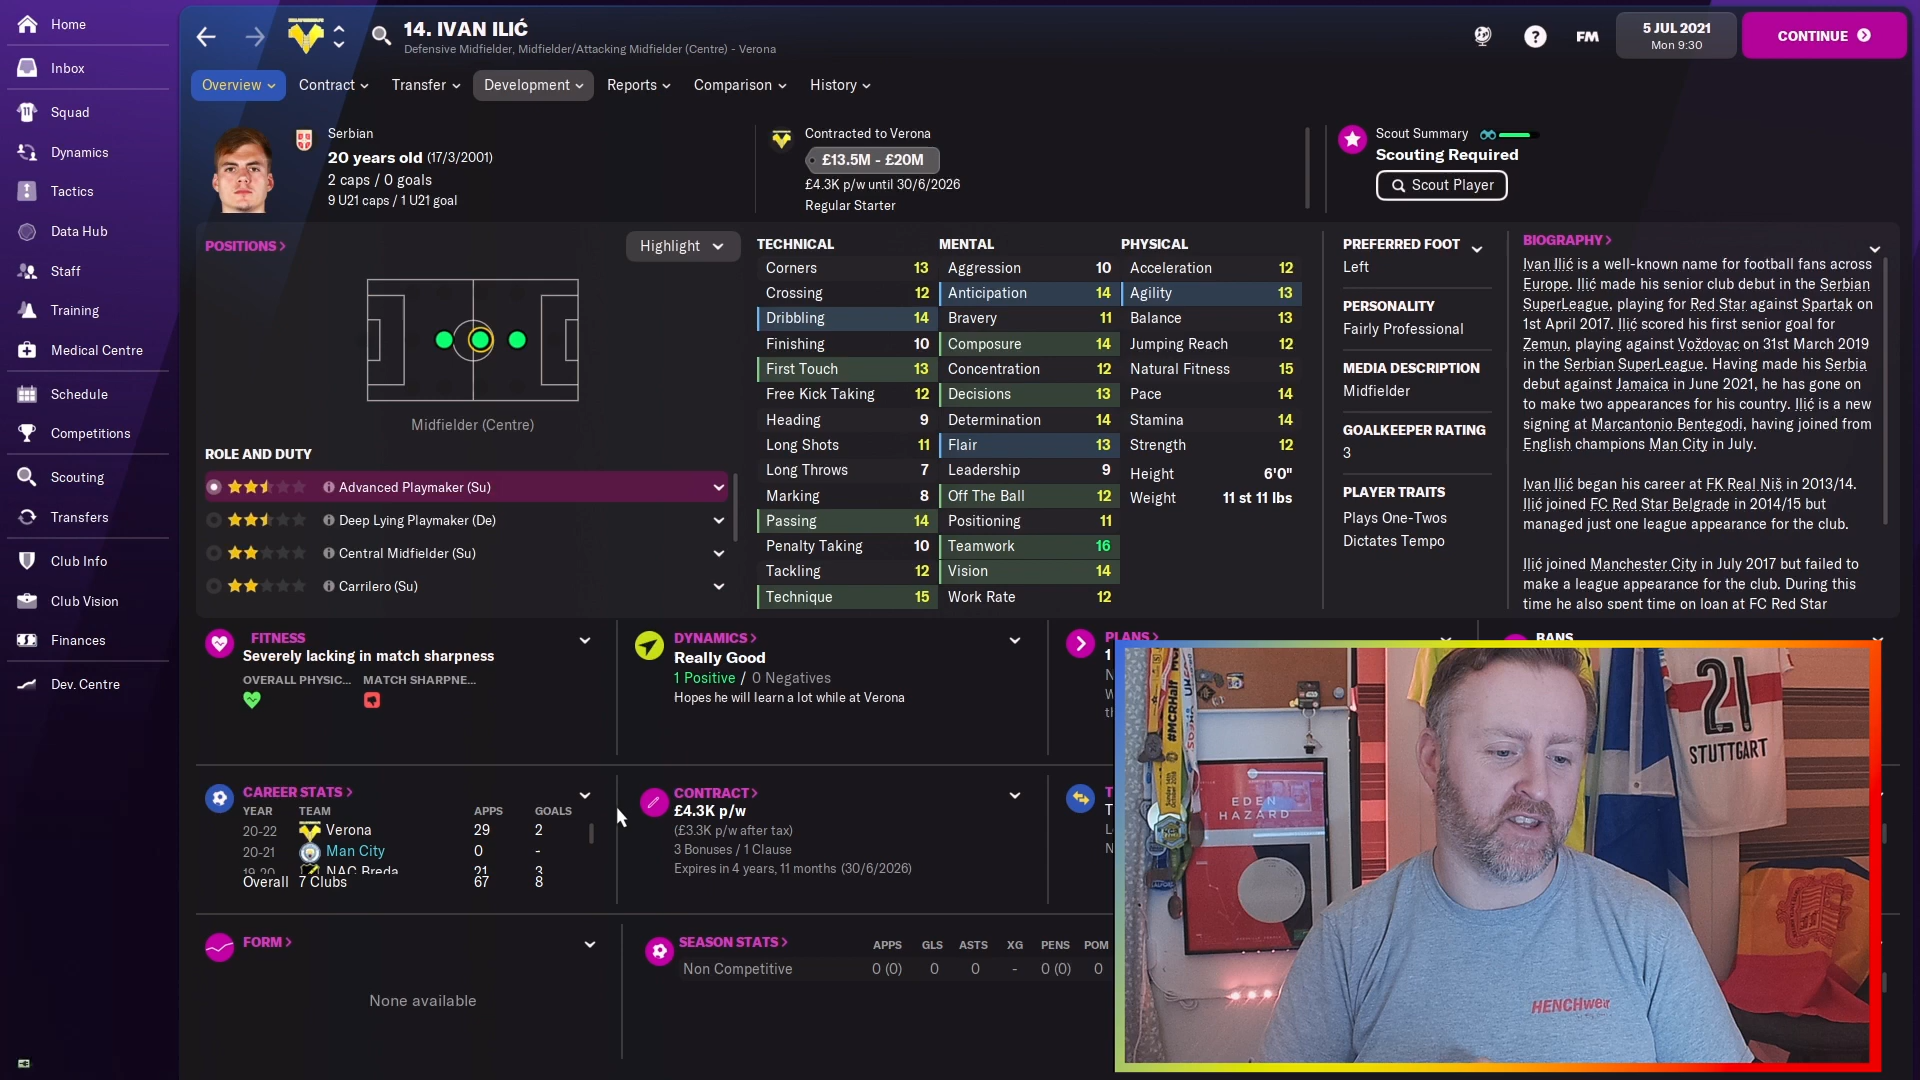 Home
Inbox
Squad
Dynamics
Tactics
Data Hub
Staff
Training
Medical Centre
Schedule
Competitions
Scouting
Transfers
Club Info
Club Vision
Finances
Dev. Centre
14. IVAN ILIĆ
Defensive Midfielder, Midfielder/Attacking Midfielder (Centre) - Verona
FM
5 JUL 2021
Mon 9:30
CONTINUE
Overview
Contract
Transfer
Development
Reports
Comparison
History
Serbian
20 years old (17/3/2001)
2 caps / 0 goals
9 U21 caps / 1 U21 goal
Contracted to Verona
£13.5M - £20M
£4.3K p/w until 30/6/2026
Regular Starter
Scout Summary
Scouting Required
Scout Player
POSITIONS
Highlight
Midfielder (Centre)
ROLE AND DUTY
Advanced Playmaker (Su)
Deep Lying Playmaker (De)
Central Midfielder (Su)
Carrilero (Su)
TECHNICAL
Corners 13
Crossing 12
Dribbling 14
Finishing 10
First Touch 13
Free Kick Taking 12
Heading 9
Long Shots 11
Long Throws 7
Marking 8
Passing 14
Penalty Taking 10
Tackling 12
Technique 15
MENTAL
Aggression 10
Anticipation 14
Bravery 11
Composure 14
Concentration 12
Decisions 13
Determination 14
Flair 13
Leadership 9
Off The Ball 12
Positioning 11
Teamwork 16
Vision 14
Work Rate 12
PHYSICAL
Acceleration 12
Agility 13
Balance 13
Jumping Reach 12
Natural Fitness 15
Pace 14
Stamina 14
Strength 12
Height 6'0"
Weight 11 st 11 lbs
PREFERRED FOOT
Left
PERSONALITY
Fairly Professional
MEDIA DESCRIPTION
Midfielder
GOALKEEPER RATING
3
PLAYER TRAITS
Plays One-Twos
Dictates Tempo
BIOGRAPHY
Ivan Ilić is a well-known name for football fans across
Europe. Ilić made his senior club debut in the Serbian
SuperLeague, playing for Red Star against Spartak on
1st April 2017. Ilić scored his first senior goal for
Zemun, playing against Voždovac on 31st March 2019
in the Serbian SuperLeague. Having made his Serbia
debut against Jamaica in June 2021, he has gone on
to make two appearances for his country. Ilić is a new
signing at Marcantonio Bentegodi, having joined from
English champions Man City in July.
Ivan Ilić began his career at FK Real Niš in 2013/14.
Ilić joined FC Red Star Belgrade in 2014/15 but
managed just one league appearance for the club.
Ilić joined Manchester City in July 2017 but failed to
make a league appearance for the club. During this
time he also spent time on loan at FC Red Star
FITNESS
Severely lacking in match sharpness
OVERALL PHYSIC... MATCH SHARPNE...
DYNAMICS
Really Good
1 Positive / 0 Negatives
Hopes he will learn a lot while at Verona
PLANS
1
BANS
CAREER STATS
YEAR TEAM APPS GOALS
20-22 Verona 29 2
20-21 Man City 0 -
19-20 NAC Breda 21 3
Overall 7 Clubs 67 8
CONTRACT
£4.3K p/w
(£3.3K p/w after tax)
3 Bonuses / 1 Clause
Expires in 4 years, 11 months (30/6/2026)
FORM
None available
SEASON STATS
APPS GLS ASTS XG PENS POM
Non Competitive 0 (0) 0 0 - 0 (0) 0
#MCRHalf
EDEN
HAZARD
21
STUTTGART
HENCHwear